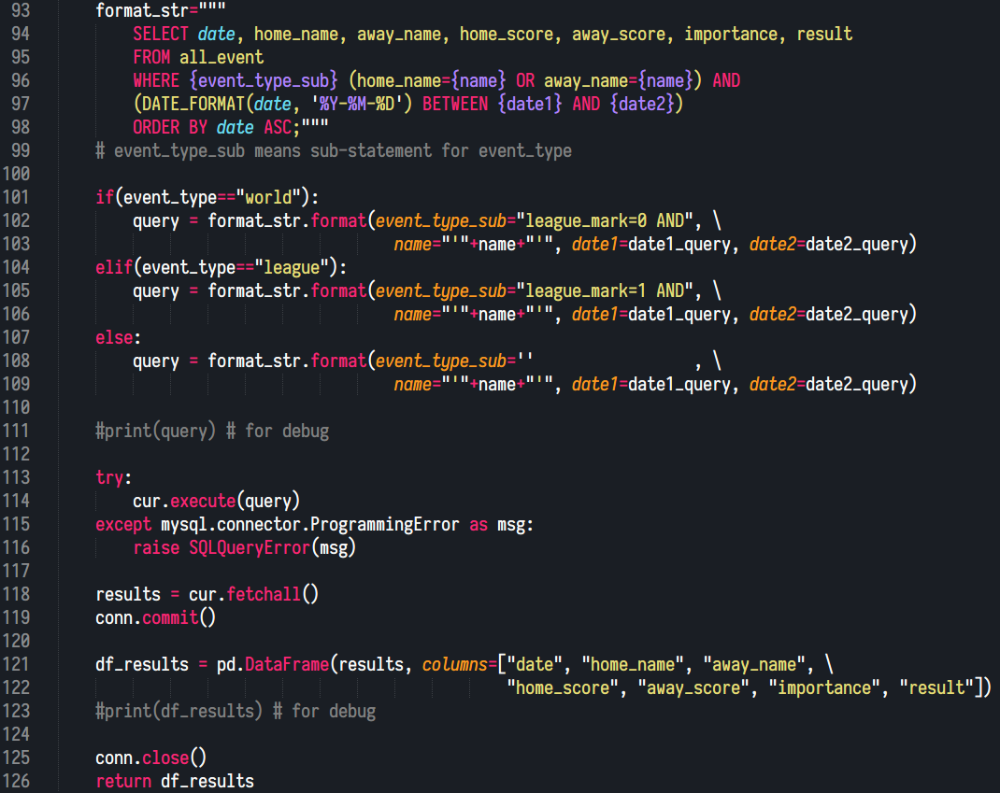 93 format_str="""
94 SELECT date, home_name, away_name, home_score, away_score, importance, result
95 FROM all_event
96 WHERE {event_type_sub} (home_name={name} OR away_name={name}) AND
97 (DATE_FORMAT(date, '%Y-%M-%D') BETWEEN {date1} AND {date2})
98 ORDER BY date ASC;"""
99 # event_type_sub means sub-statement for event_type
100
101 if(event_type=="world"):
102 query = format_str.format(event_type_sub="league_mark=0 AND", \
103 name="'"+name+"'", date1=date1_query, date2=date2_query)
104 elif(event_type=="league"):
105 query = format_str.format(event_type_sub="league_mark=1 AND", \
106 name="'"+name+"'", date1=date1_query, date2=date2_query)
107 else:
108 query = format_str.format(event_type_sub='' , \
109 name="'"+name+"'", date1=date1_query, date2=date2_query)
110
111 #print(query) # for debug
112
113 try:
114 cur.execute(query)
115 except mysql.connector.ProgrammingError as msg:
116 raise SQLQueryError(msg)
117
118 results = cur.fetchall()
119 conn.commit()
120
121 df_results = pd.DataFrame(results, columns=["date", "home_name", "away_name", \
122 "home_score", "away_score", "importance", "result"])
123 #print(df_results) # for debug
124
125 conn.close()
126 return df_results